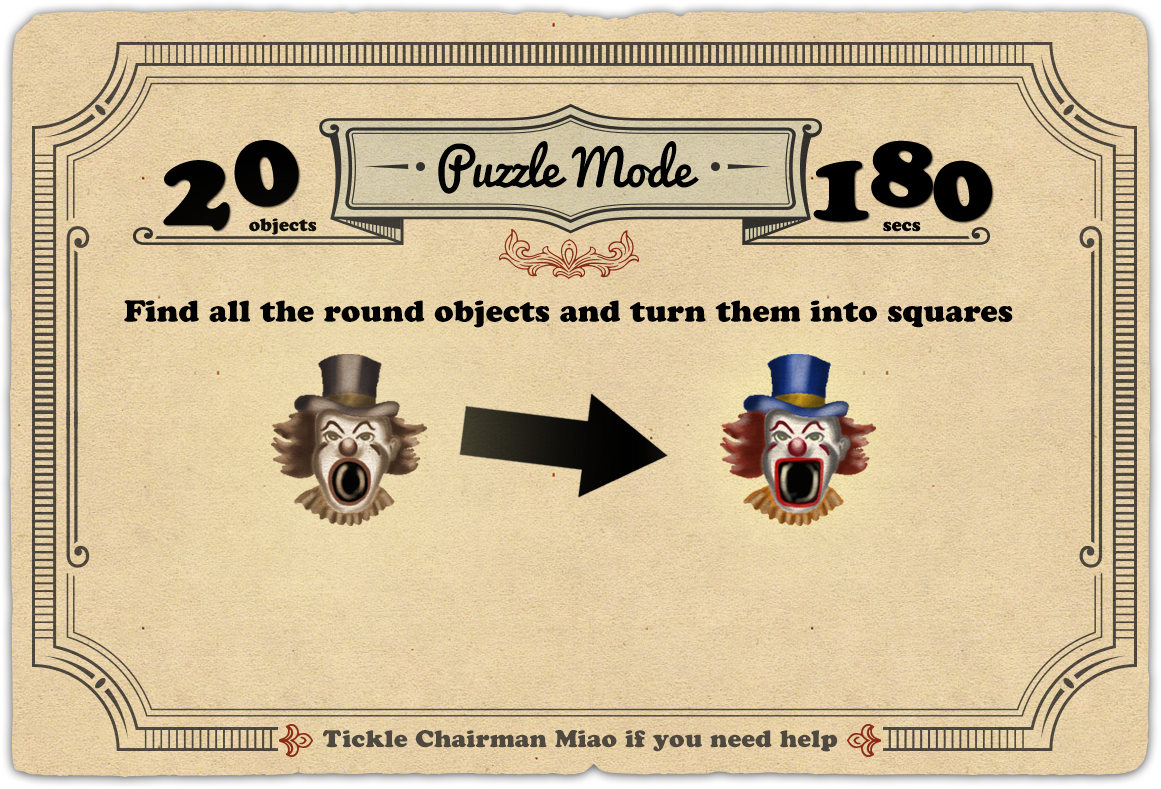 20 objects
Puzzle Mode
180 secs
Find all the round objects and turn them into squares
Tickle Chairman Miao if you need help